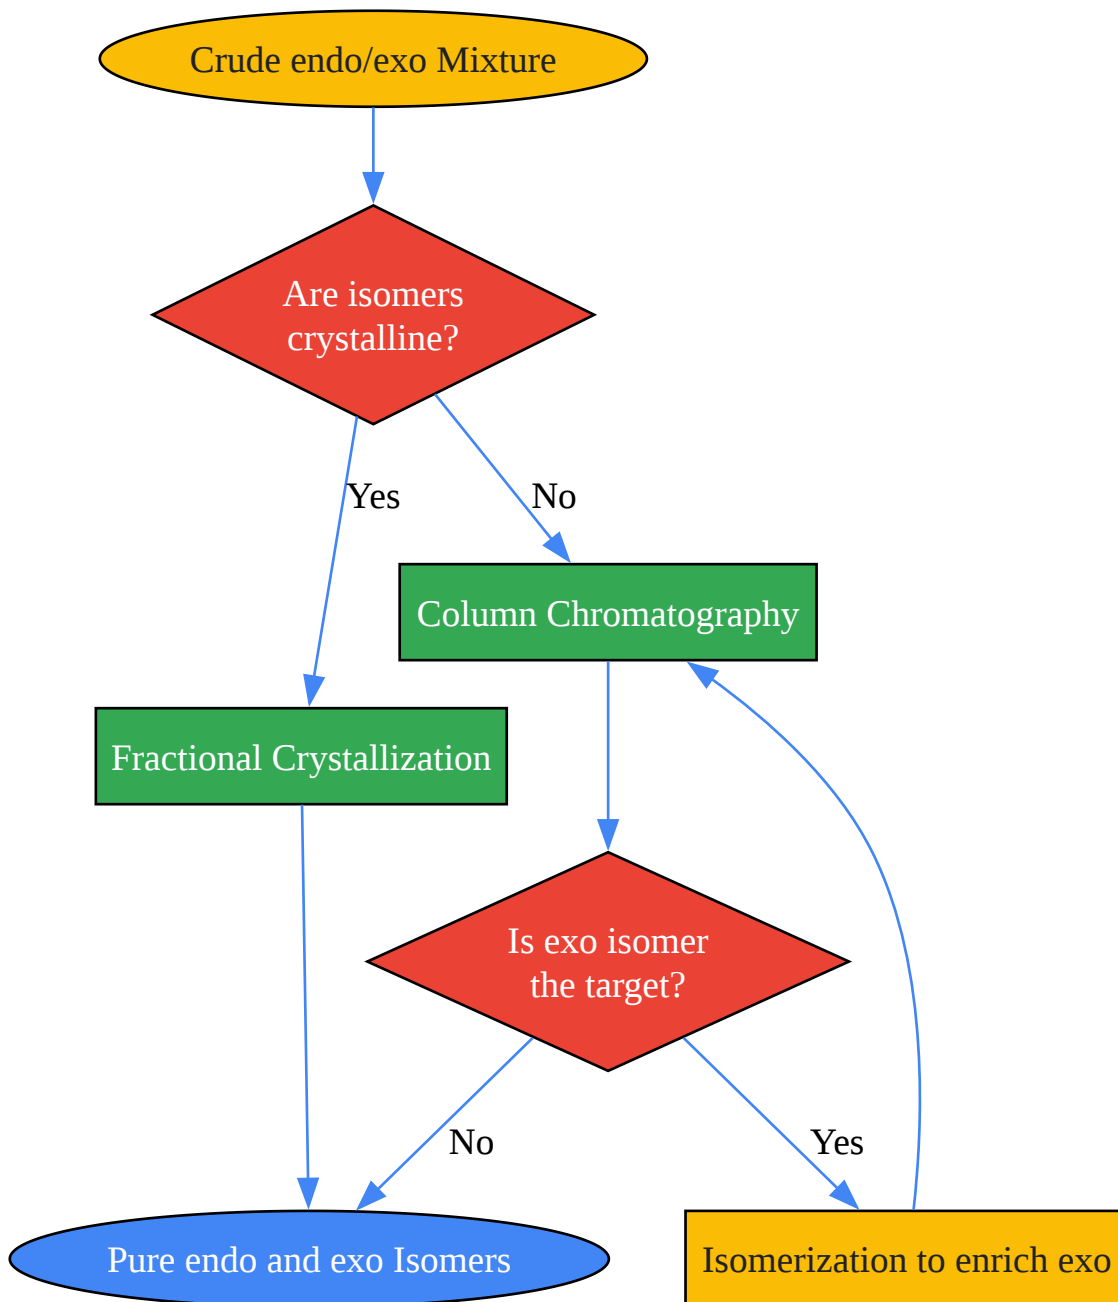 Crude endo/exo Mixture
Are isomers
crystalline?
Yes
No
Column Chromatography
Fractional Crystallization
Is exo isomer
the target?
No
Yes
Pure endo and exo Isomers
Isomerization to enrich exo